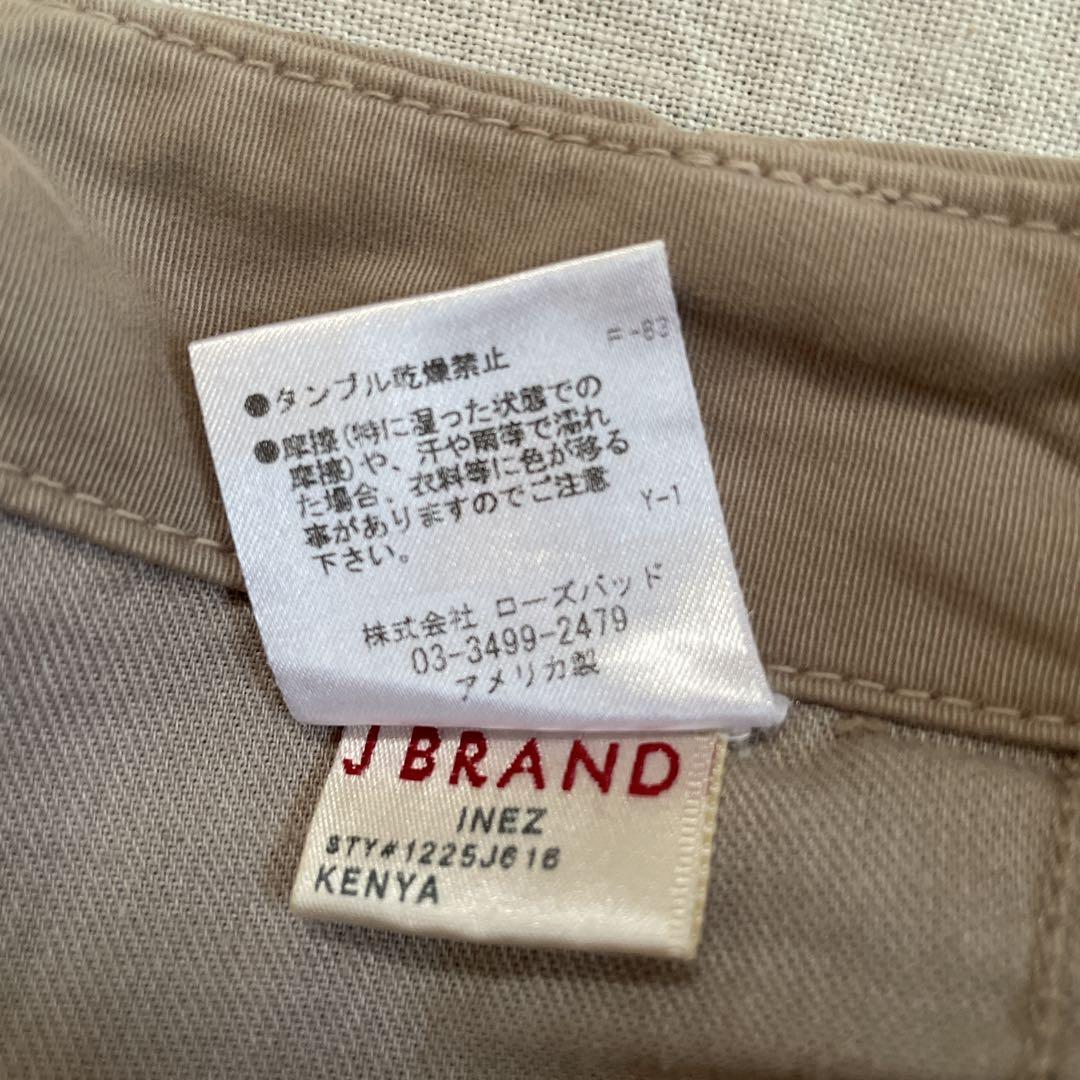 F-83
●タンブル乾燥禁止
●摩擦(特に湿った状態での
摩擦)や、汗や雨等で濡れ
た場合、衣料等に色が移る
事がありますのでご注意
下さい。
Y-1
株式会社 ローズバッド
03-3499-2479
アメリカ製
J BRAND
INEZ
STY#1225J616
KENYA